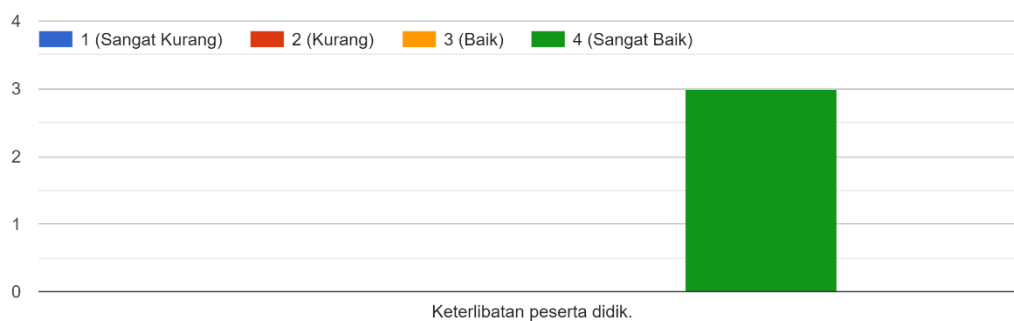 4
1 (Sangat Kurang) 2 (Kurang) 3 (Baik) 4 (Sangat Baik)
3
2
1
0
Keterlibatan peserta didik.